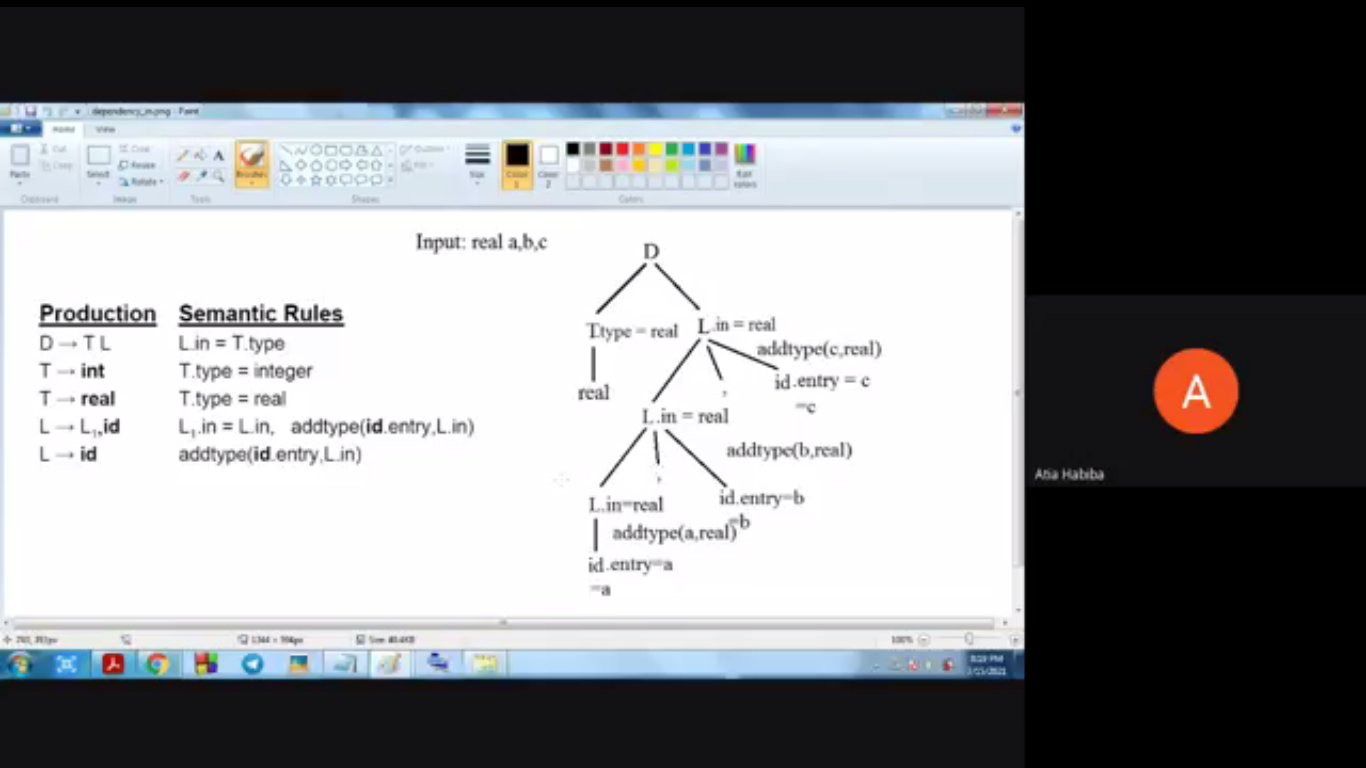 dependency_in.png - Paint
Home View
Cut
Copy
Paste
Clipboard
Crop
Resize
Rotate
Select
Image
Tools
Brushes
Shapes
Outline
Fill
Size
Color 1
Color 2
Edit colors
Colors
Input: real a,b,c
Production Semantic Rules
D → T L L.in = T.type
T → int T.type = integer
T → real T.type = real
L → L₁,id L₁.in = L.in, addtype(id.entry,L.in)
L → id addtype(id.entry,L.in)
D
T.type = real L.in = real
addtype(c,real)
real , id.entry = c
=c
L.in = real
addtype(b,real)
,
L.in=real id.entry=b
=b
addtype(a,real)
id.entry=a
=a
100%
Atia Habiba
A